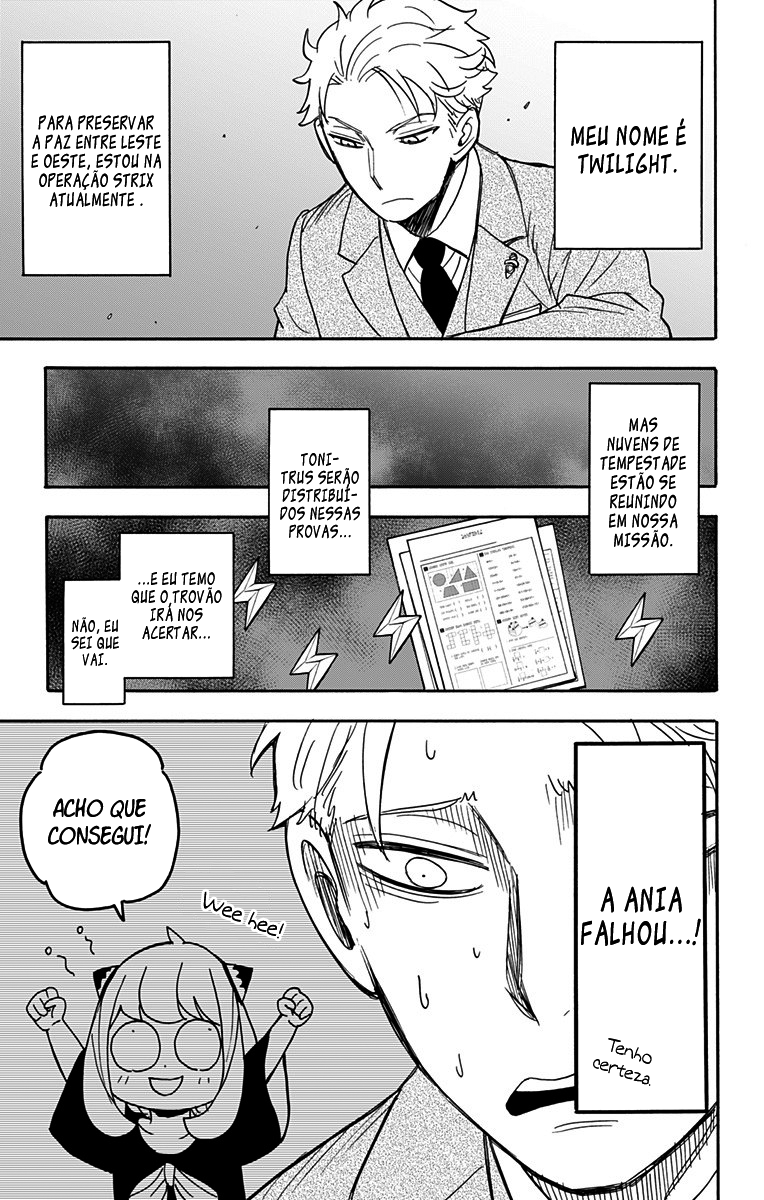 MEU NOME É
TWILIGHT.
PARA PRESERVAR
A PAZ ENTRE LESTE
E OESTE, ESTOU NA
OPERAÇÃO STRIX
ATUALMENTE .
MAS
NUVENS DE
TEMPESTADE
ESTÃO SE
REUNINDO
EM NOSSA
MISSÃO.
TONI-
TRUS SERÃO
DISTRIBUÍ-
DOS NESSAS
PROVAS...
...E EU TEMO
QUE O TROVÃO
IRÁ NOS
ACERTAR...
NÃO, EU
SEI QUE
VAI.
A ANIA
FALHOU...!
Tenho
certeza.
ACHO QUE
CONSEGUI!
Wee hee!